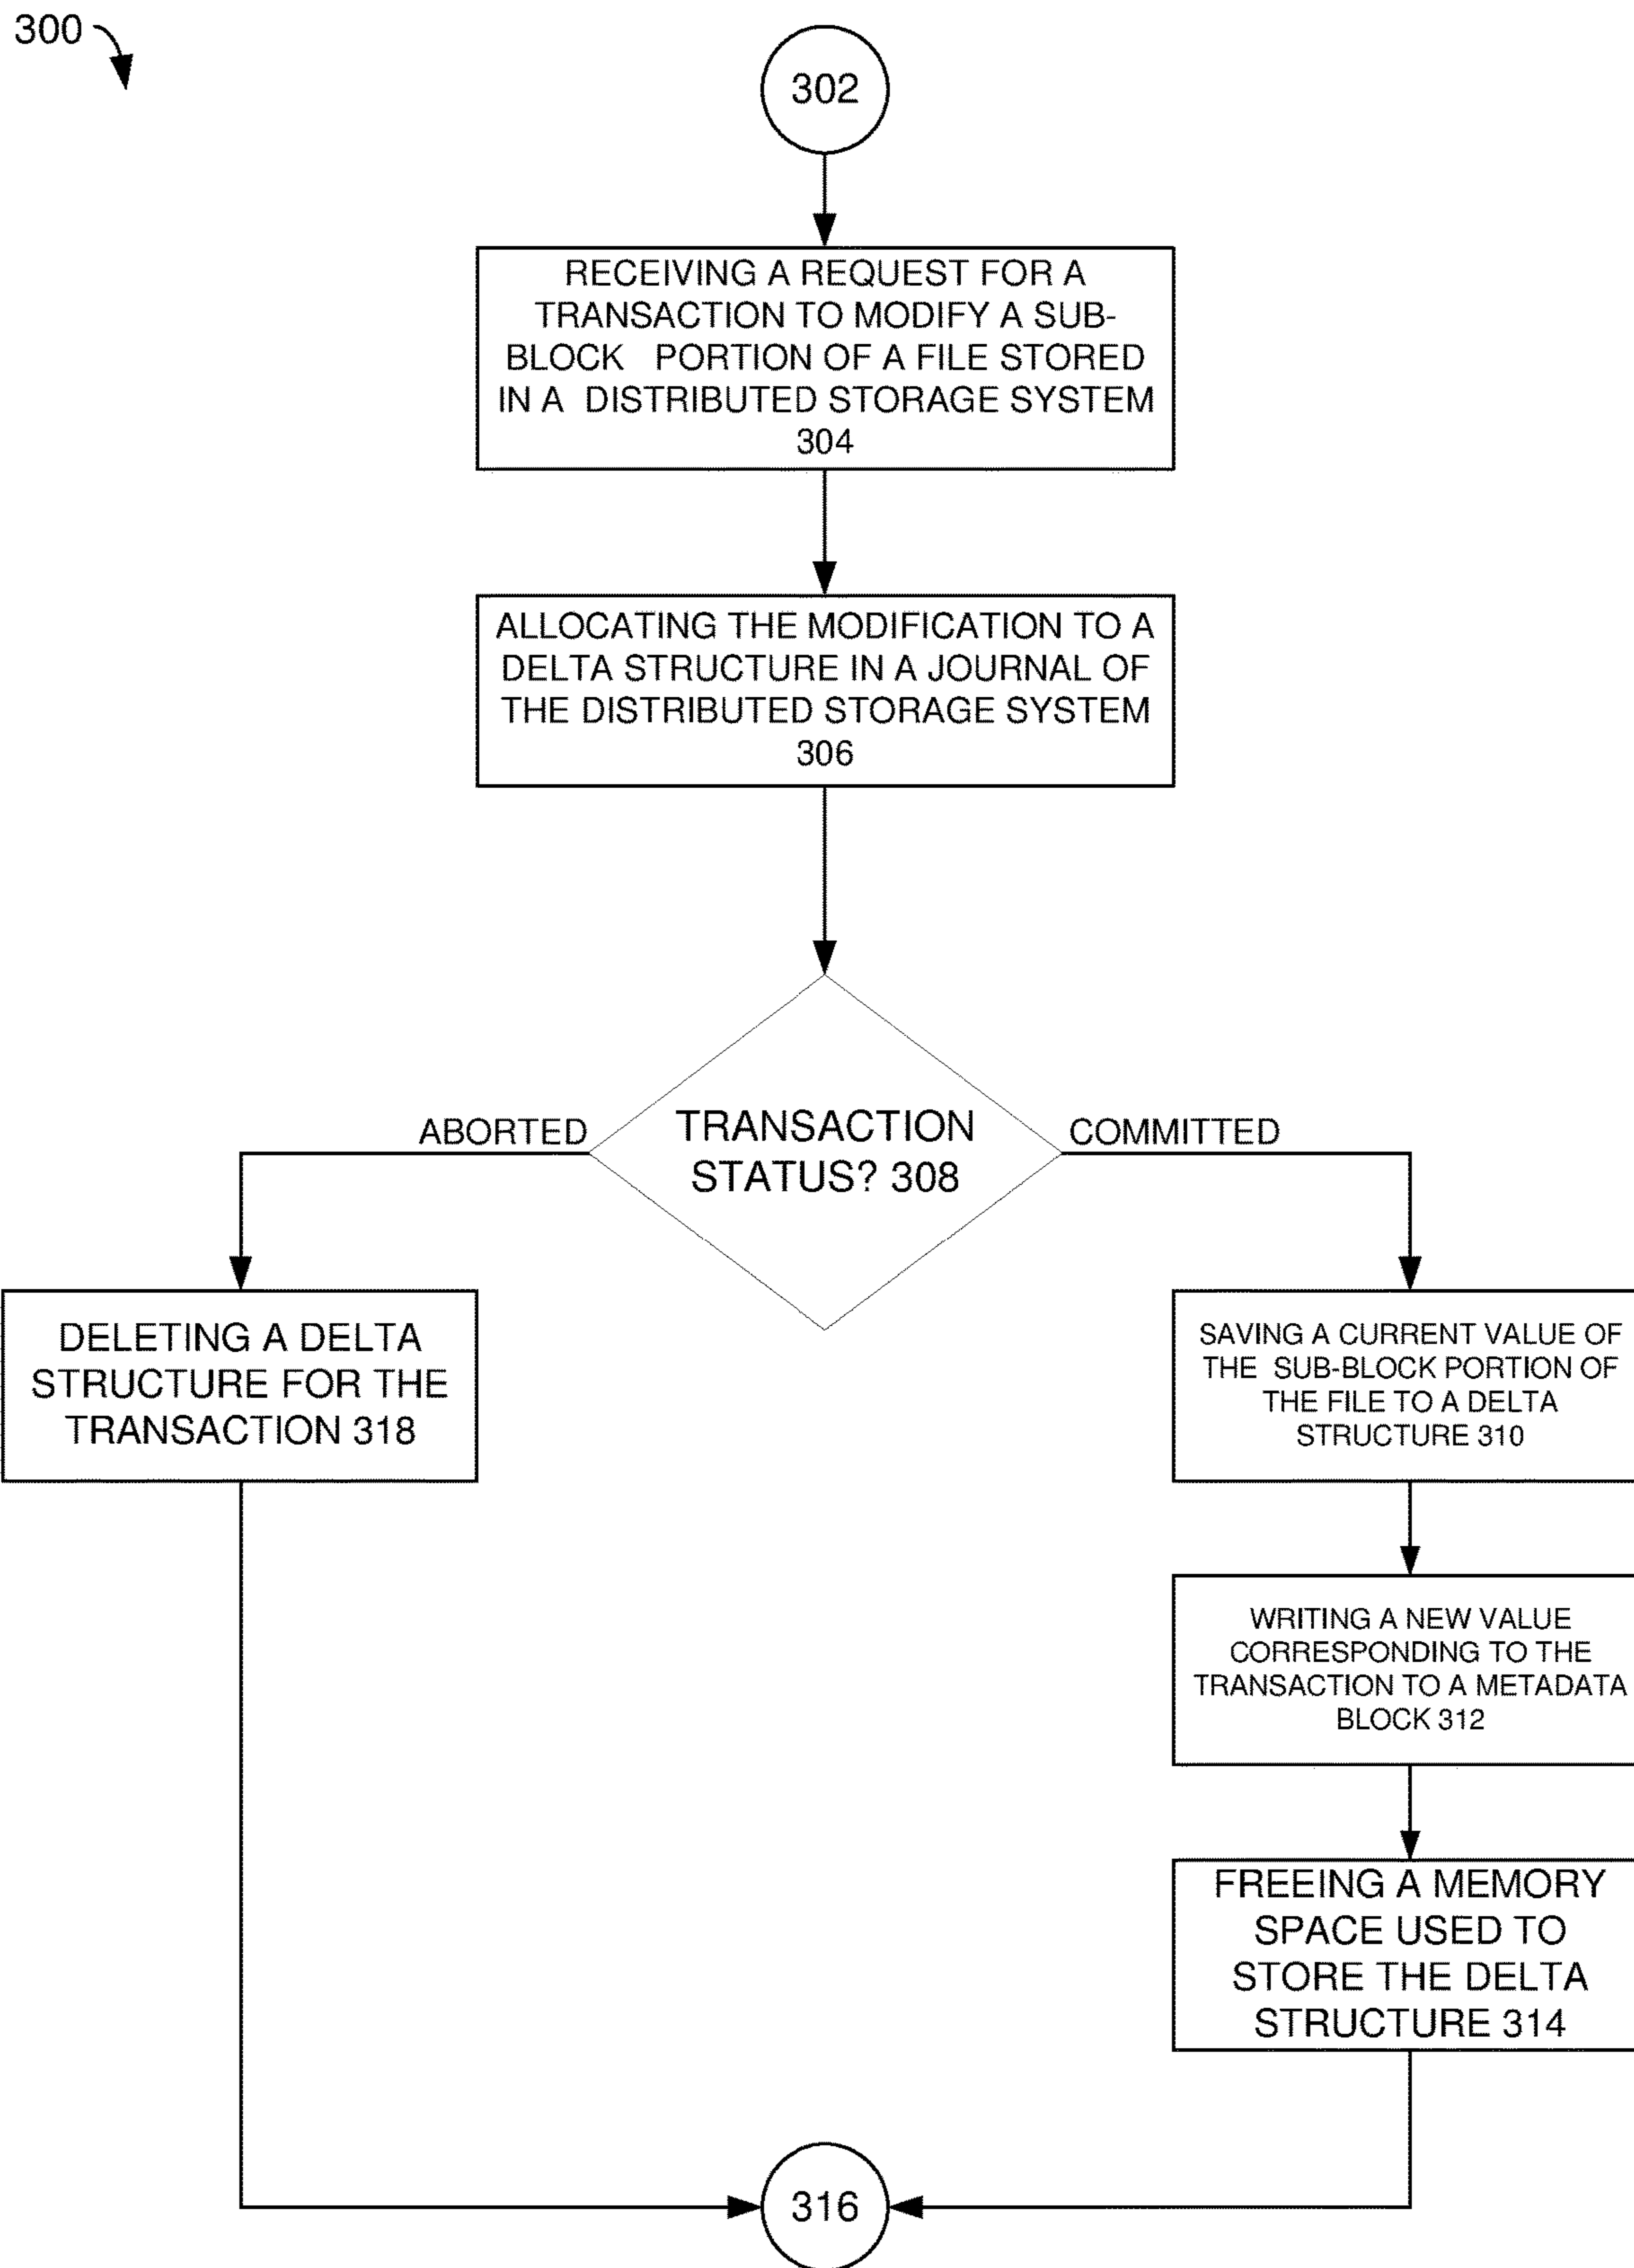 300
302
RECEIVING A REQUEST FOR A
TRANSACTION TO MODIFY A SUB-
BLOCK PORTION OF A FILE STORED
IN A DISTRIBUTED STORAGE SYSTEM
304
ALLOCATING THE MODIFICATION TO A
DELTA STRUCTURE IN A JOURNAL OF
THE DISTRIBUTED STORAGE SYSTEM
306
TRANSACTION
STATUS? 308
ABORTED
COMMITTED
DELETING A DELTA
STRUCTURE FOR THE
TRANSACTION 318
SAVING A CURRENT VALUE OF
THE SUB-BLOCK PORTION OF
THE FILE TO A DELTA
STRUCTURE 310
WRITING A NEW VALUE
CORRESPONDING TO THE
TRANSACTION TO A METADATA
BLOCK 312
FREEING A MEMORY
SPACE USED TO
STORE THE DELTA
STRUCTURE 314
316